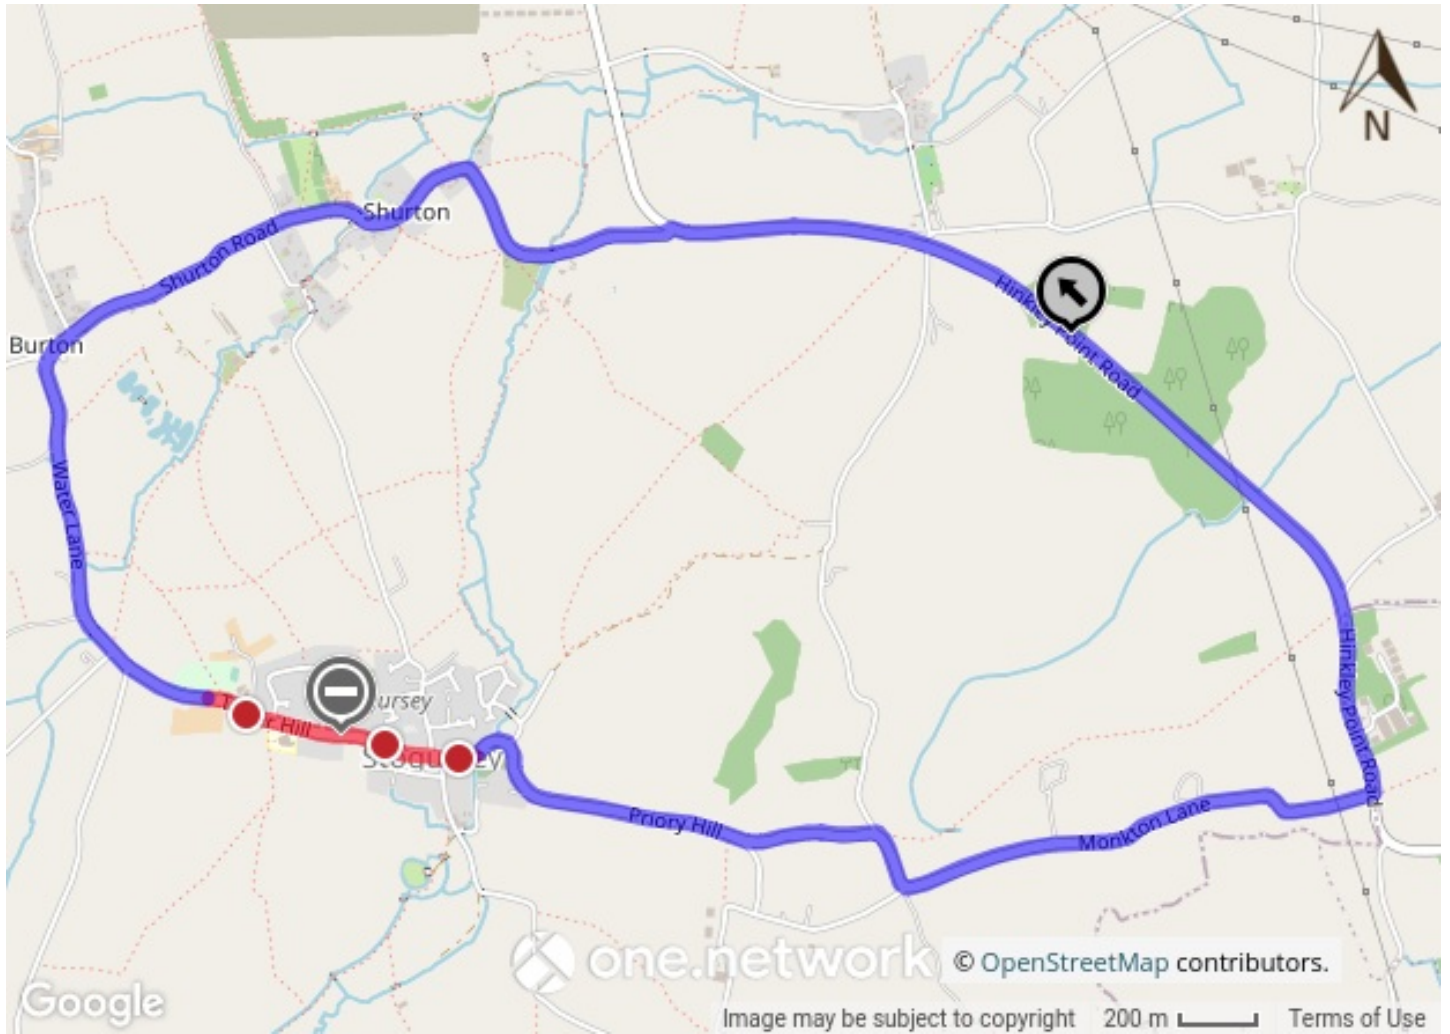 N
Shurton
Shurton Road
Burton
Hinkley Point Road
Water Lane
Hinkley Point Road
Hill
Priory Hill
Monkton Lane
one.network
© OpenStreetMap contributors.
Google
Image may be subject to copyright 200 m Terms of Use